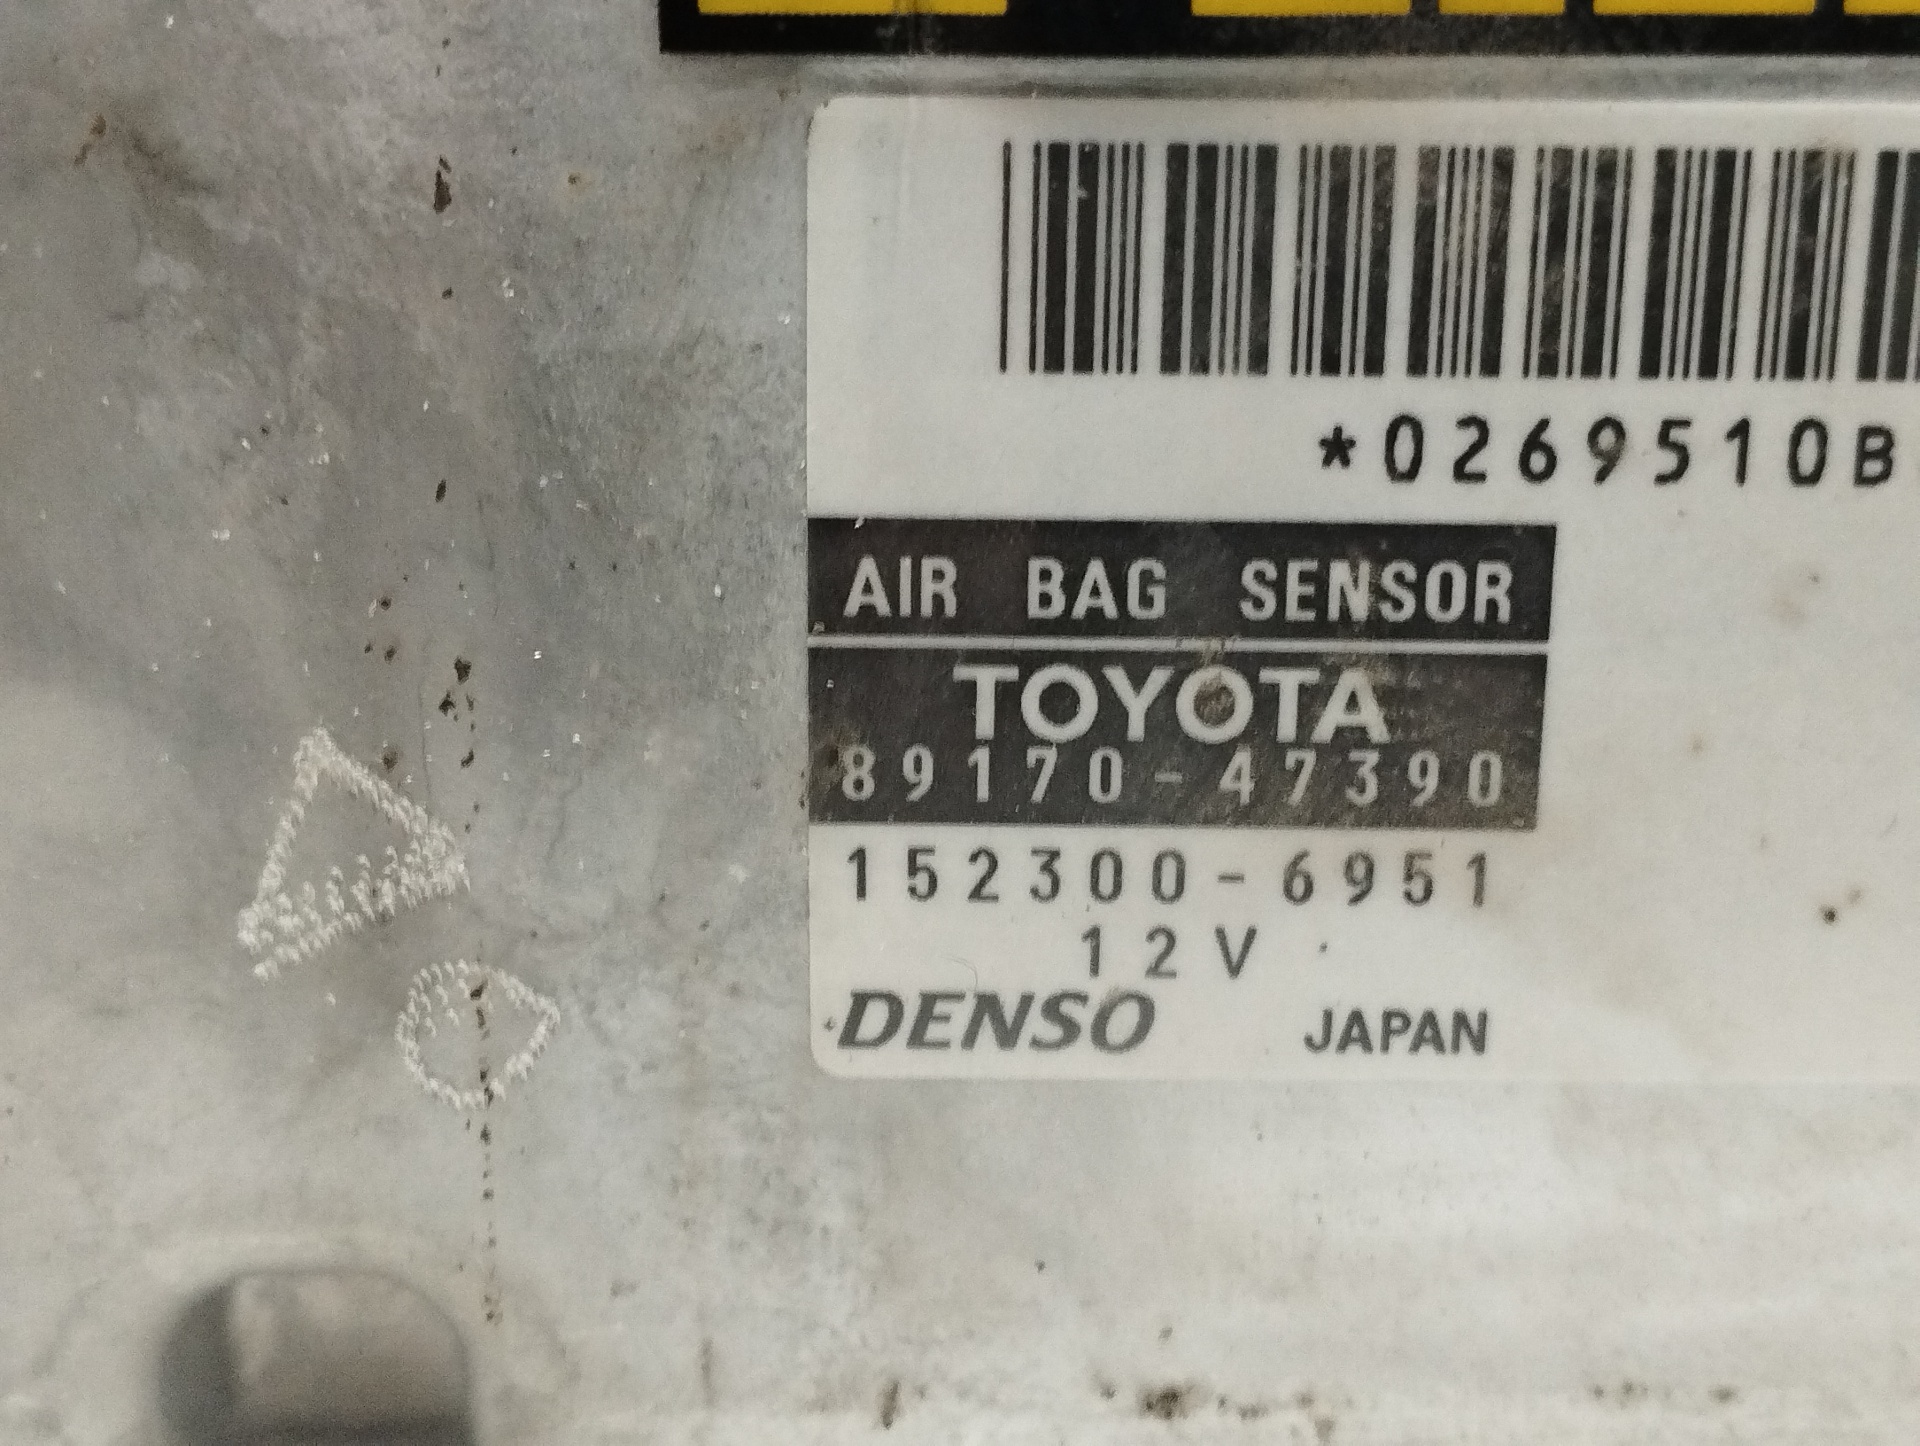 *0269510B
AIR BAG SENSOR
TOYOTA
89170-47390
152300-6951
12V
DENSO JAPAN